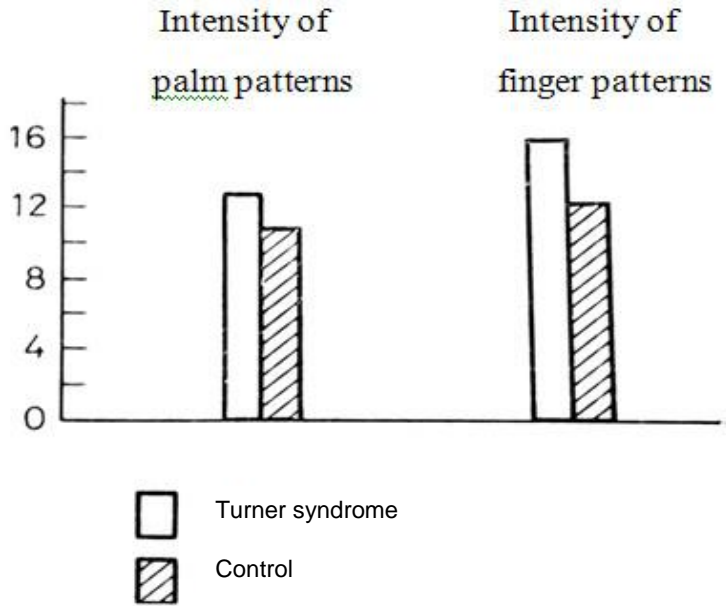 Intensity of
palm patterns
Intensity of
finger patterns
16
12
8
4
0
Turner syndrome
Control